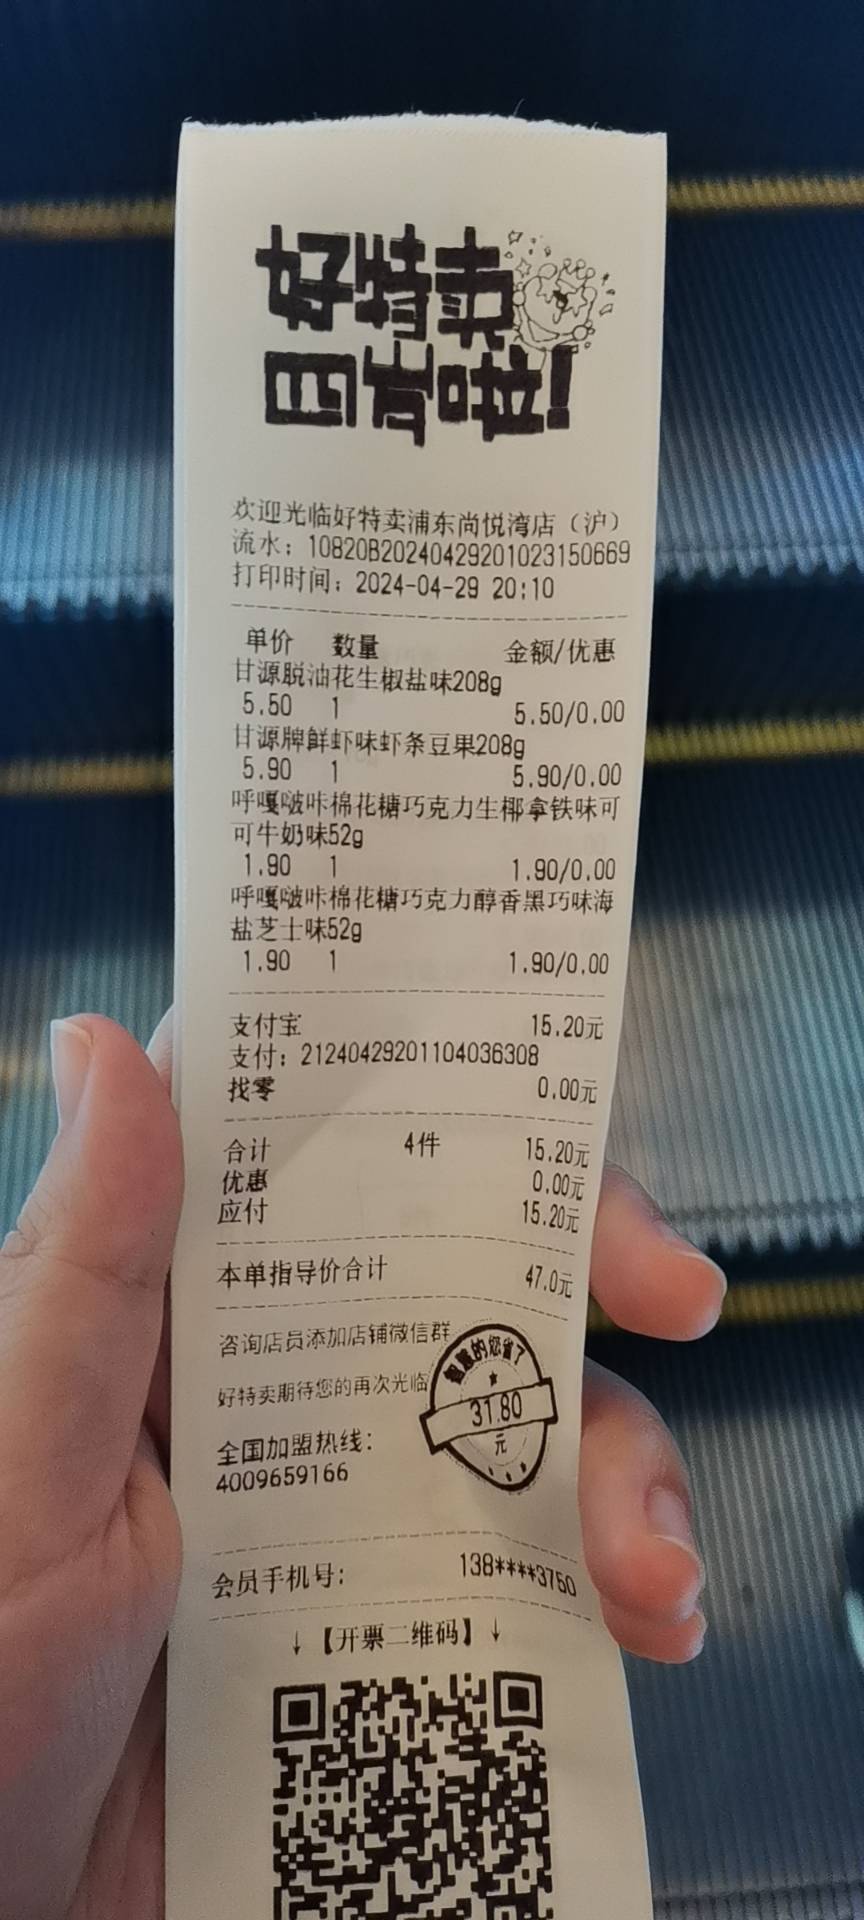 好特卖
目标哇!
欢迎光临好特卖浦东尚悦湾店（沪）
流水：10820B20240429201023150669
打印时间：2024-04-29 20:10
单价 数量 金额/优惠
甘源脱油花生椒盐味208g
5.50 1 5.50/0.00
甘源牌鲜虾味虾条豆果208g
5.90 1 5.90/0.00
呼嘎啵咔棉花糖巧克力生椰拿铁味可
可牛奶味52g
1.90 1 1.90/0.00
呼嘎啵咔棉花糖巧克力醇香黑巧味海
盐芝士味52g
1.90 1 1.90/0.00
支付宝 15.20元
支付：21240429201104036308
找零 0.00元
合计 4件 15.20元
优惠 0.00元
应付 15.20元
本单指导价合计 47.0元
咨询店员添加店铺微信群
好特卖期待您的再次光临
智慧的您省了
31.80
元
全国加盟热线：
4009659166
会员手机号： 138****3750
↓【开票二维码】↓